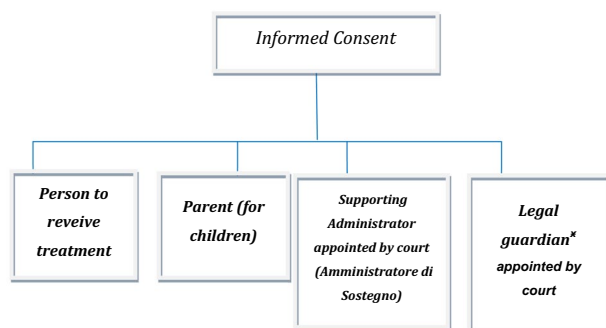 Informed Consent
Person to
reveive
treatment
Parent (for
children)
Supporting
Administrator
appointed by court
(Amministratore di
Sostegno)
Legal
guardian*
appointed by
court